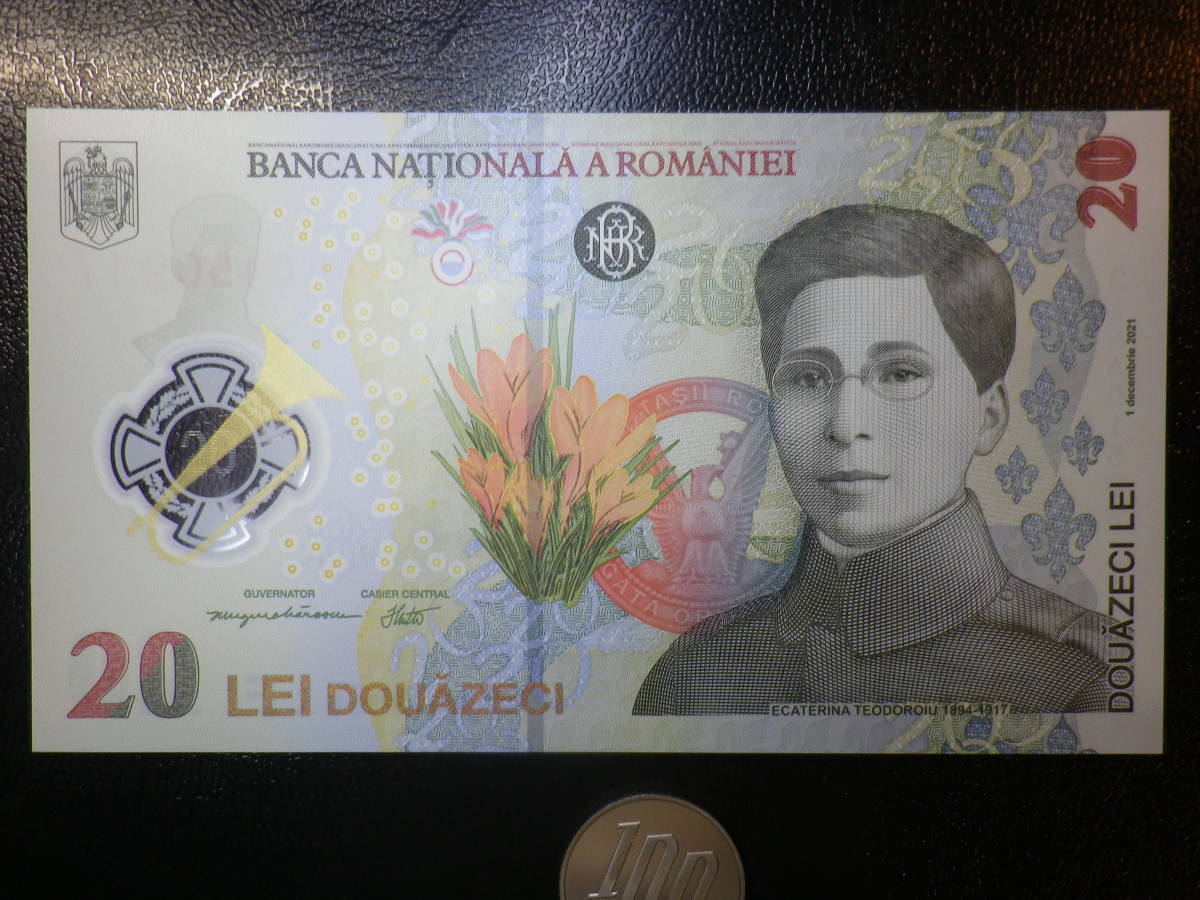 BANCA NAȚIONALĂ A ROMÂNIEI
20
1 decembrie 2021
DOUĂZECI LEI
GUVERNATOR
CASIER CENTRAL
20 LEI DOUĂZECI
ECATERINA TEODOROIU 1894-1917
100